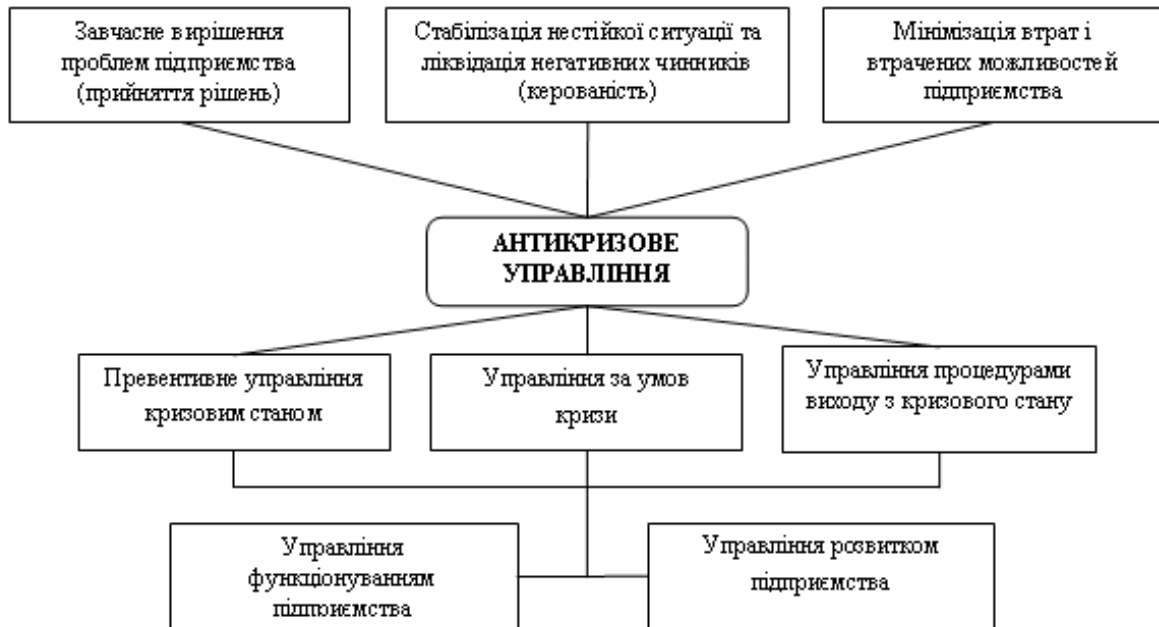 Завчасне вирішення
проблем підприємства
(прийняття рішень)
Стабілізація нестійкої ситуації та
ліквідація негативних чинників
(керованість)
Мінімізація втрат і
втрачених можливостей
підприємства
АНТИКРИЗОВЕ
УПРАВЛІННЯ
Превентивне управління
кризовим станом
Управління за умов
кризи
Управління процедурами
виходу з кризового стану
Управління
функціонуванням
підприємства
Управління розвитком
підприємства